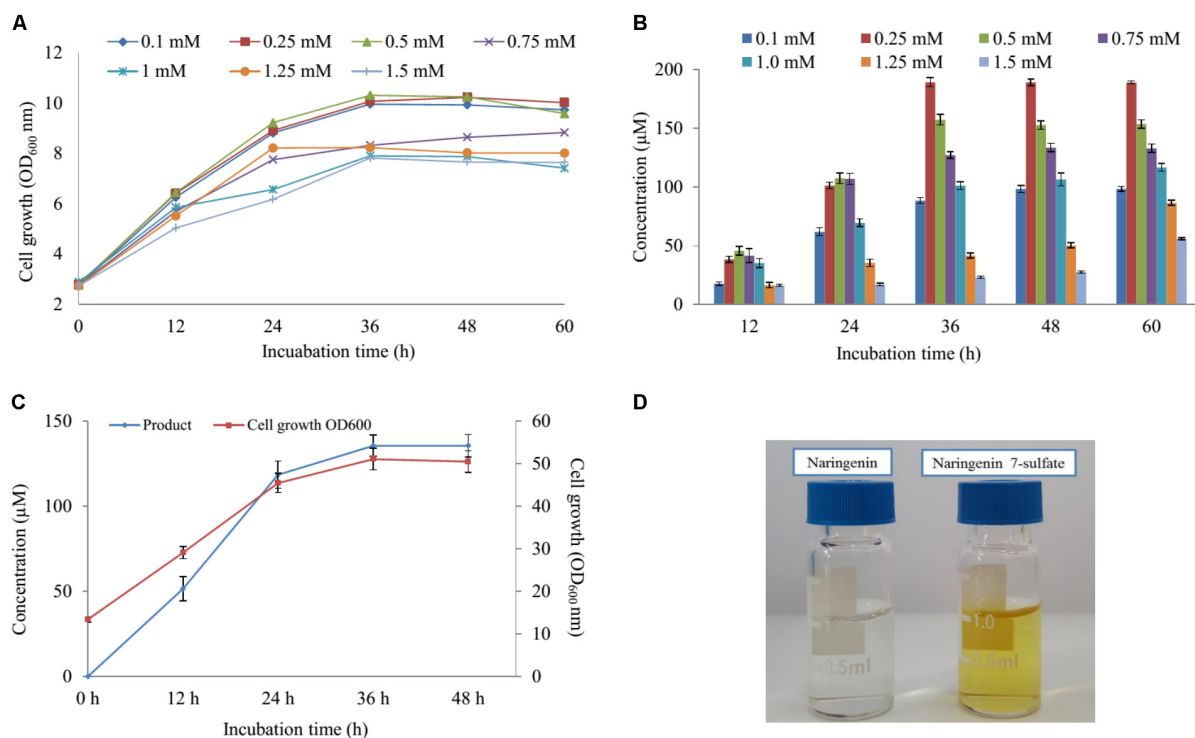 A
0.1 mM 0.25 mM 0.5 mM 0.75 mM
1 mM 1.25 mM 1.5 mM
Cell growth (OD600 nm)
12
10
8
6
4
2
0 12 24 36 48 60
Incuabation time (h)
B
0.1 mM 0.25 mM 0.5 mM 0.75 mM
1.0 mM 1.25 mM 1.5 mM
Concentration (µM)
200
150
100
50
0
12 24 36 48 60
Incubation time (h)
C
Product Cell growth OD600
Concentration (µM)
150
100
50
0
60
50
40
30
20
10
0
Cell growth (OD600 nm)
0 h 12 h 24 h 36 h 48 h
Incubation time (h)
D
Naringenin Naringenin 7-sulfate
1.0 1.0
0.5ml .5ml